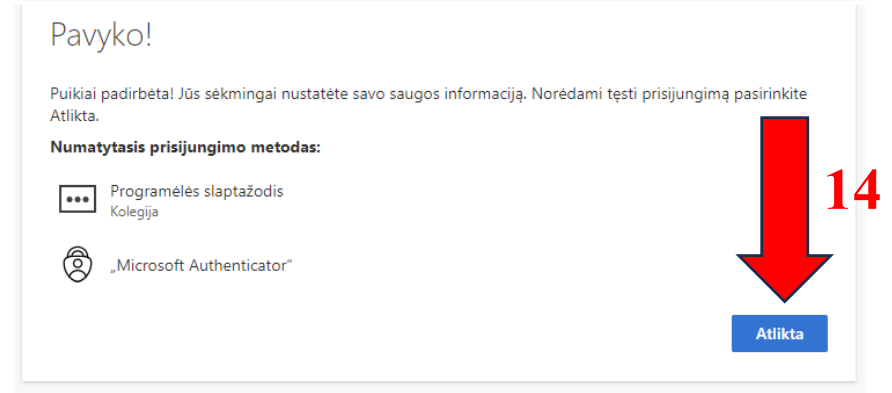 Pavyko!
Puikiai padirbėta! Jūs sėkmingai nustatėte savo saugos informaciją. Norėdami tęsti prisijungimą pasirinkite
Atlikta.
Numatytasis prisijungimo metodas:
Programėlės slaptažodis
Kolegija
14
„Microsoft Authenticator“
Atlikta